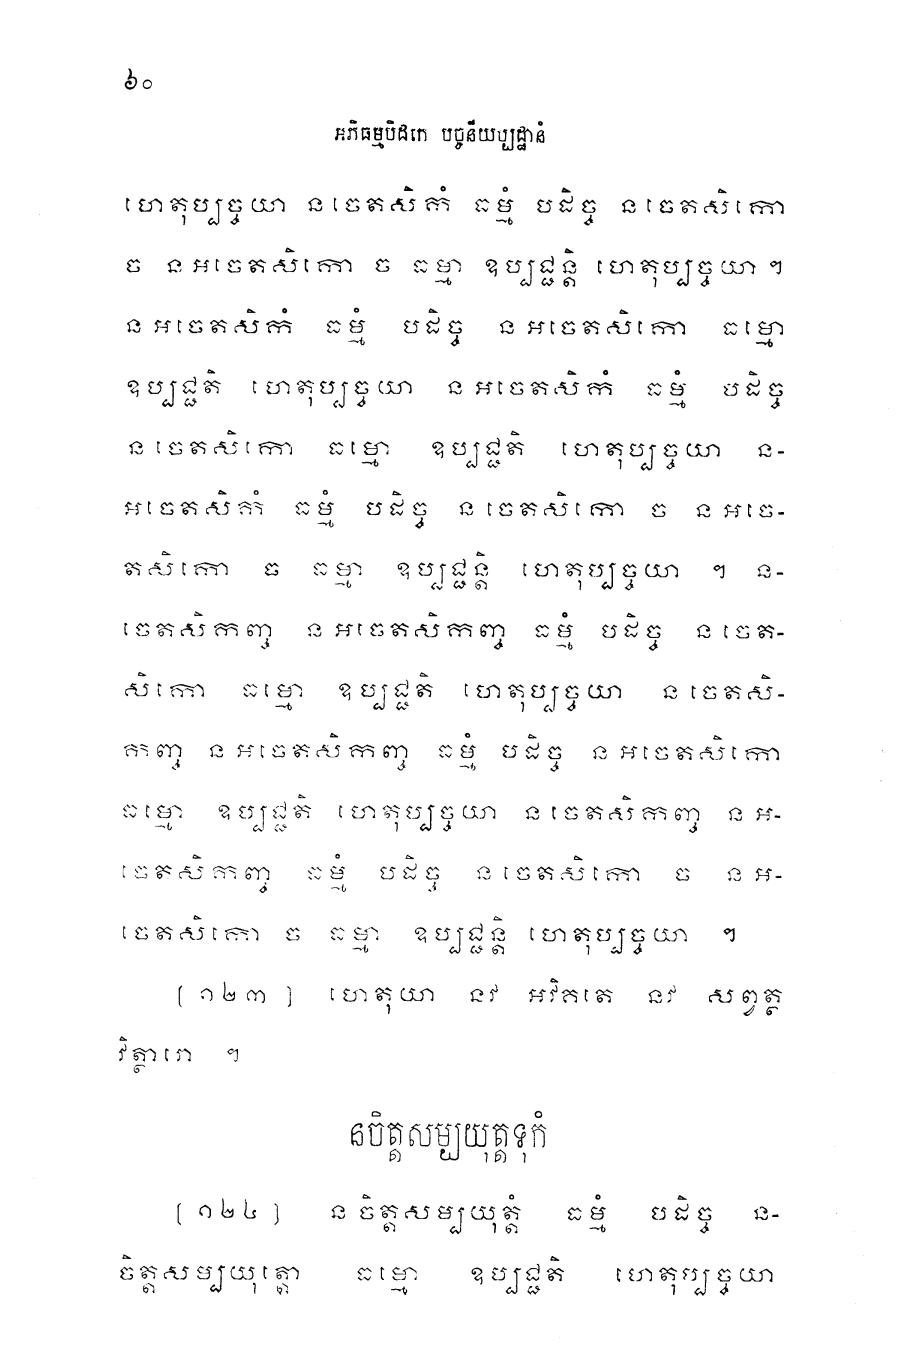 ៦០
អភិធម្មបិដកេ បច្ចនីយប្បដ្ឋានំ
ហេតុប្បច្ចយា នចេតសិកំ ធម្មំ បដិច្ច នចេតសិកោ
ច នអចេតសិកោ ច ធម្មា ឧប្បជ្ជន្តិ ហេតុប្បច្ចយា ។
នអចេតសិកំ ធម្មំ បដិច្ច នអចេតសិកោ ធម្មោ
ឧប្បជ្ជតិ ហេតុប្បច្ចយា នអចេតសិកំ ធម្មំ បដិច្ច
នចេតសិកោ ធម្មោ ឧប្បជ្ជតិ ហេតុប្បច្ចយា ន-
អចេតសិកំ ធម្មំ បដិច្ច នចេតសិកោ ច នអចេ-
តសិកោ ច ធម្មា ឧប្បជ្ជន្តិ ហេតុប្បច្ចយា ។ ន-
ចេតសិកញ្ច នអចេតសិកញ្ច ធម្មំ បដិច្ច នចេត-
សិកោ ធម្មោ ឧប្បជ្ជតិ ហេតុប្បច្ចយា នចេតសិ-
កញ្ច នអចេតសិកញ្ច ធម្មំ បដិច្ច នអចេតសិកោ
ធម្មោ ឧប្បជ្ជតិ ហេតុប្បច្ចយា នចេតសិកញ្ច នអ-
ចេតសិកញ្ច ធម្មំ បដិច្ច នចេតសិកោ ច នអ-
ចេតសិកោ ច ធម្មា ឧប្បជ្ជន្តិ ហេតុប្បច្ចយា ។
[១២៣] ហេតុយា នវ អវិគតេ នវ សព្វត្ថ
វិត្ថារោ ។
នចិត្តសម្បយុត្តទុកំ
[១២៤] នចិត្តសម្បយុត្តំ ធម្មំ បដិច្ច ន-
ចិត្តសម្បយុត្តោ ធម្មោ ឧប្បជ្ជតិ ហេតុប្បច្ចយា